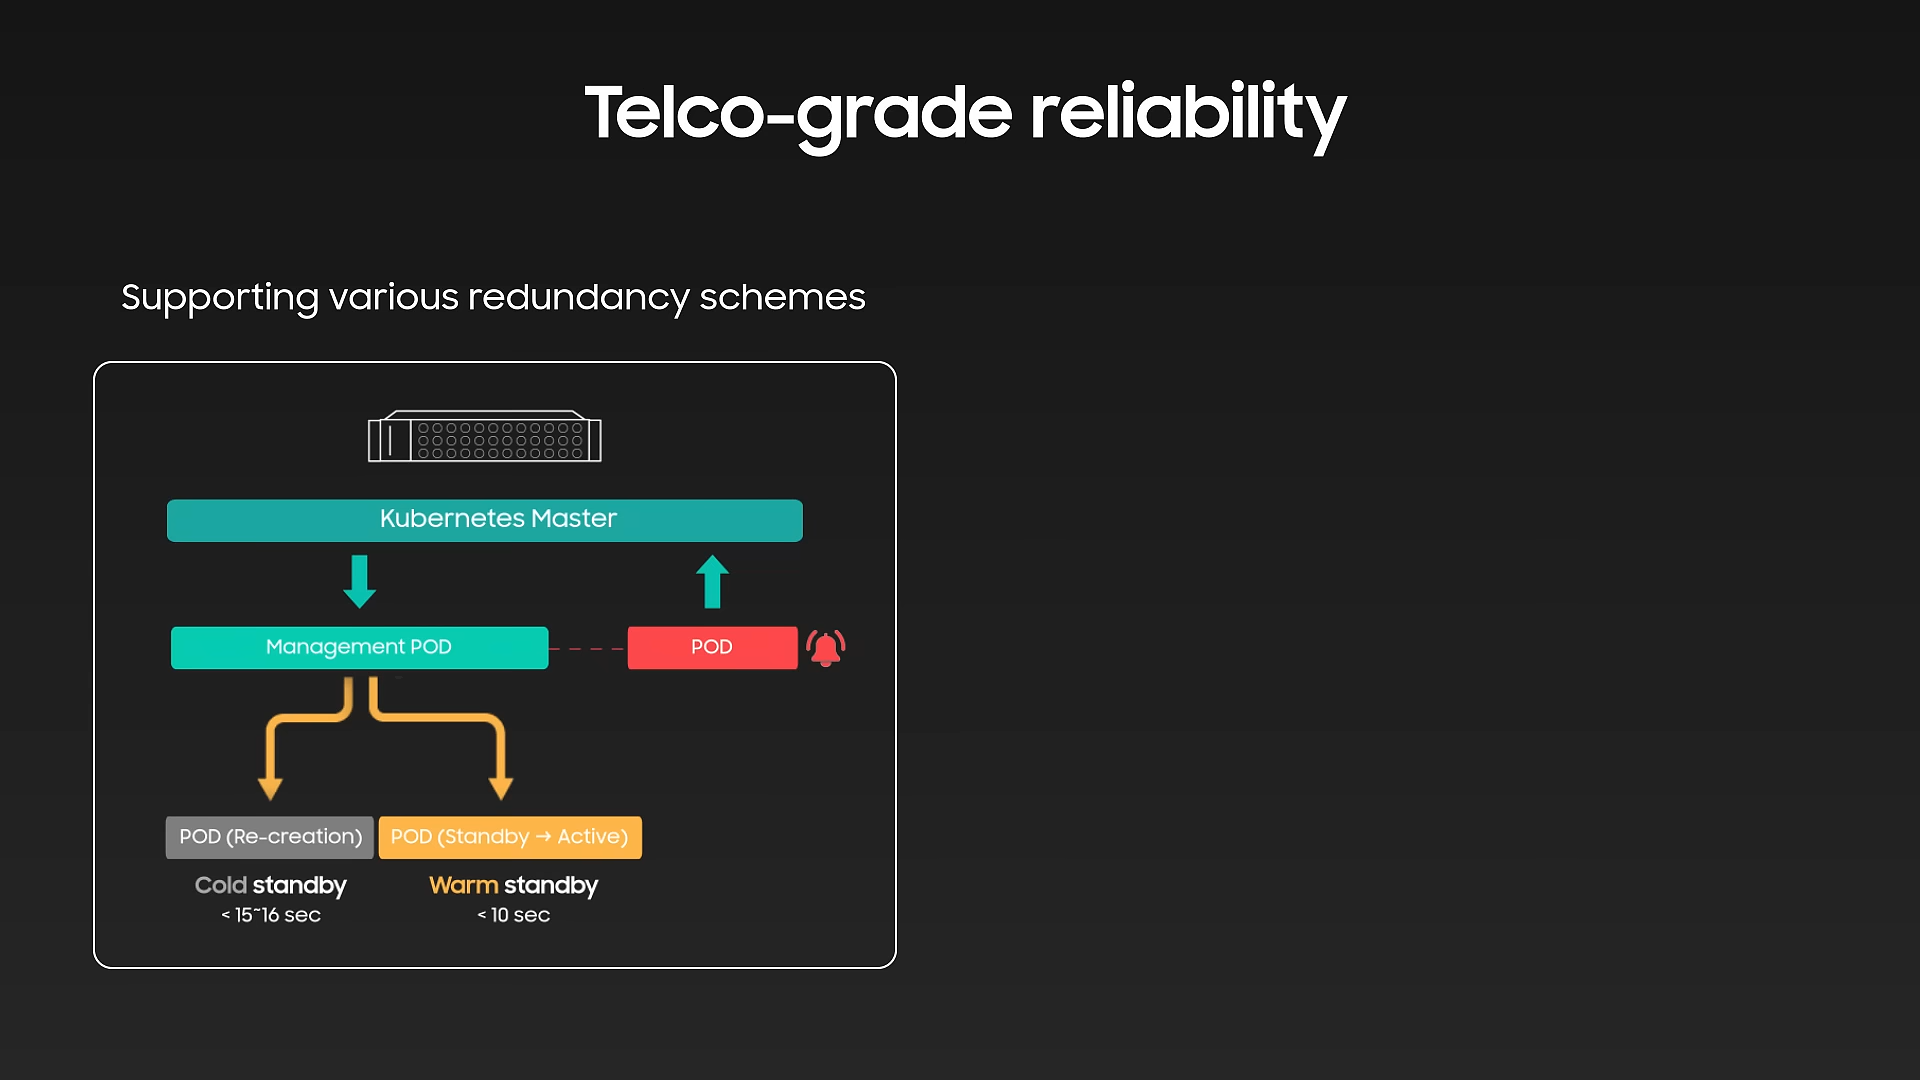 Telco-grade reliability
Supporting various redundancy schemes
Kubernetes Master
Management POD
POD
POD (Re-creation)
POD (Standby → Active)
Cold standby
< 15~16 sec
Warm standby
< 10 sec